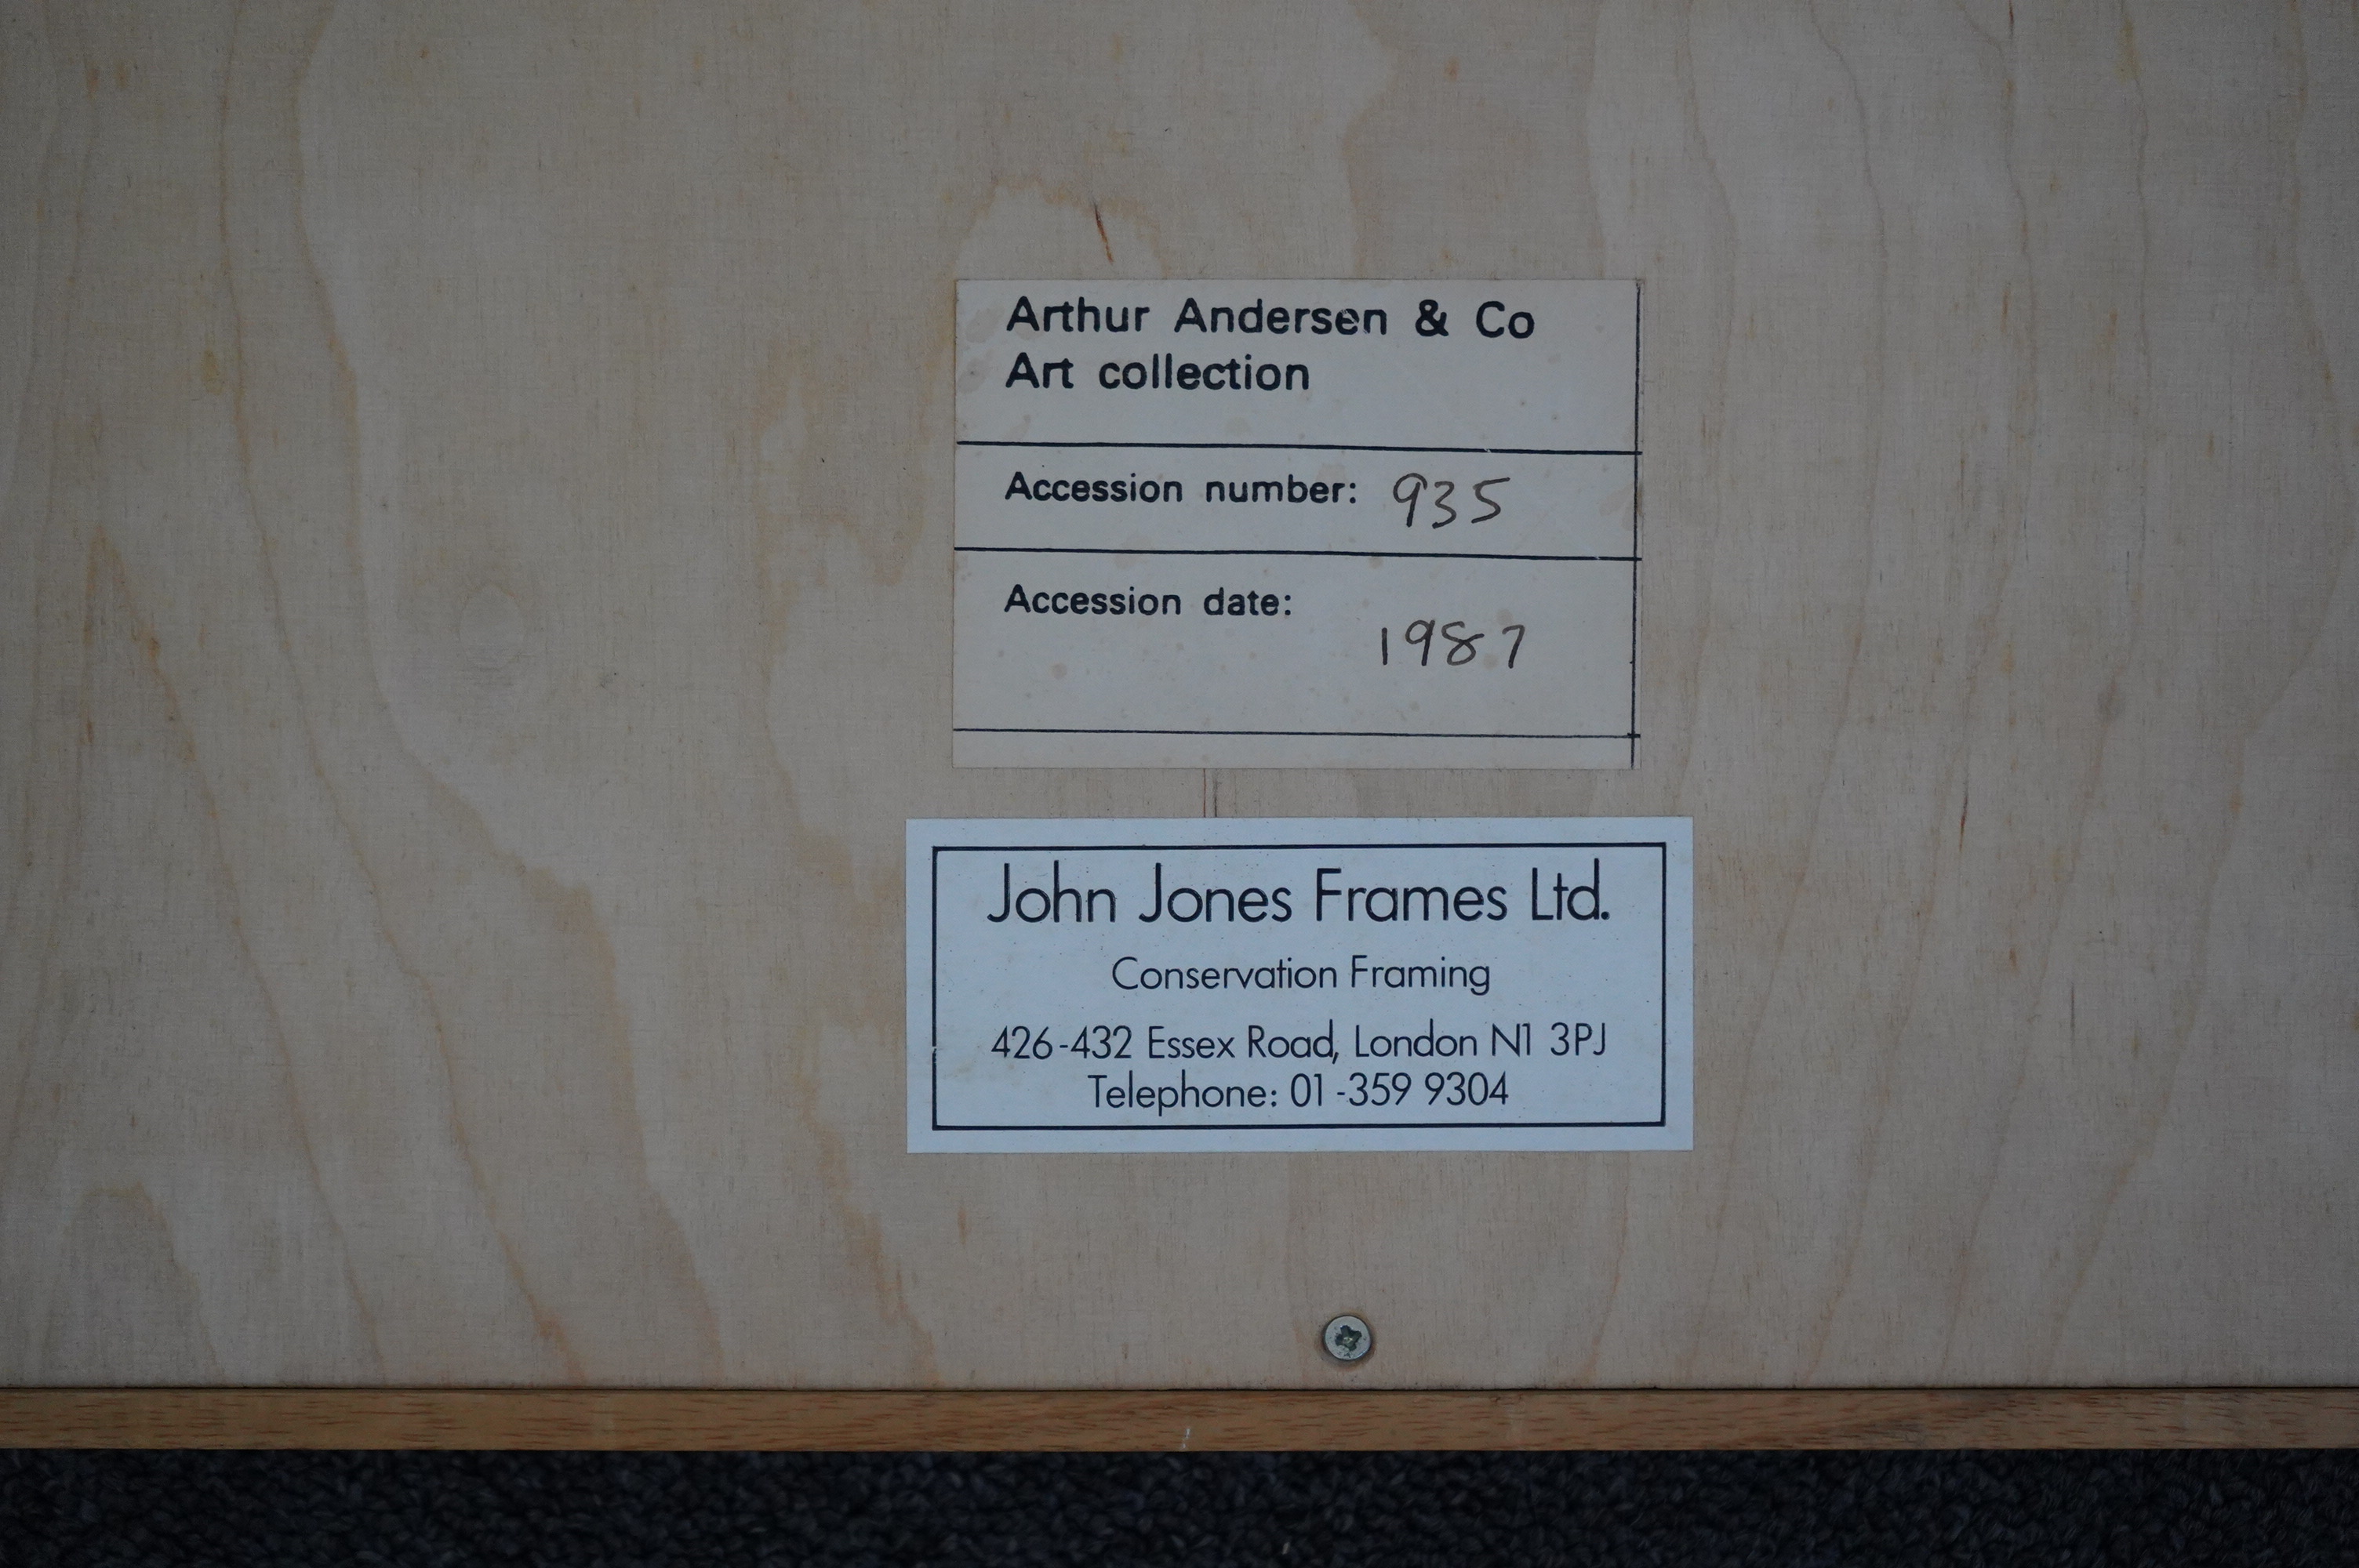 Arthur Andersen & Co
Art collection
Accession number: 935
Accession date:
1987
John Jones Frames Ltd.
Conservation Framing
426-432 Essex Road, London N1 3PJ
Telephone: 01-359 9304